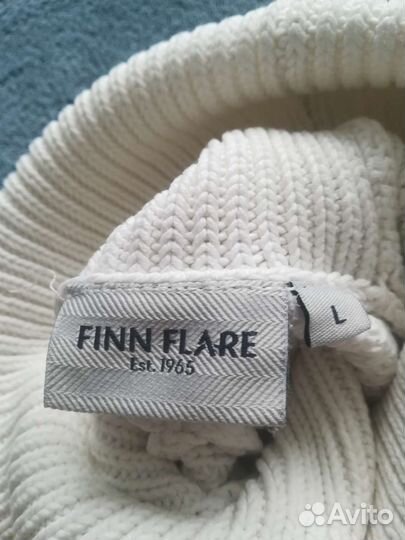 FINN FLARE
Est. 1965
L
Avito